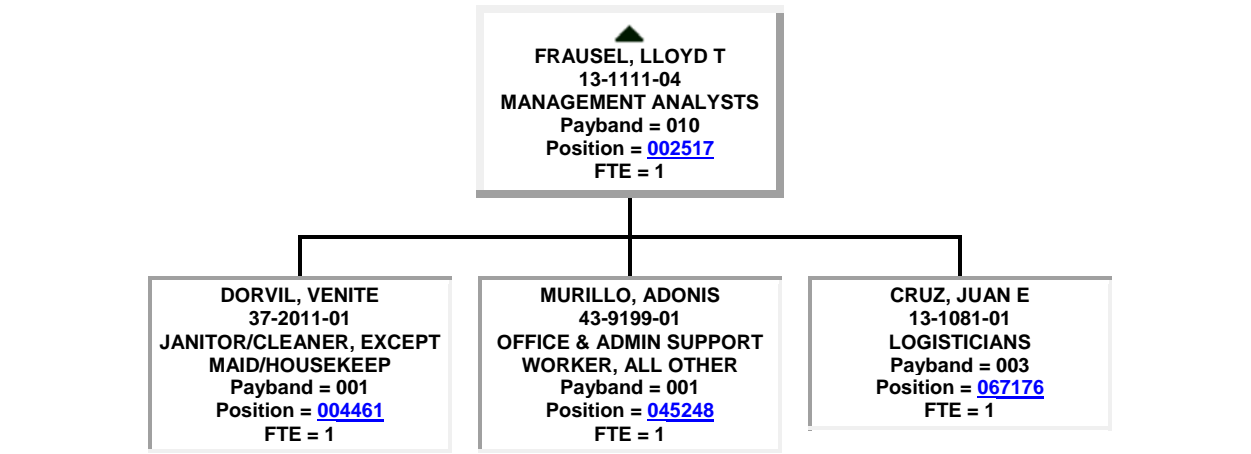 FRAUSEL, LLOYD T
13-1111-04
MANAGEMENT ANALYSTS
Payband = 010
Position = 002517
FTE = 1
DORVIL, VENITE
37-2011-01
JANITOR/CLEANER, EXCEPT
MAID/HOUSEKEEP
Payband = 001
Position = 004461
FTE = 1
MURILLO, ADONIS
43-9199-01
OFFICE & ADMIN SUPPORT
WORKER, ALL OTHER
Payband = 001
Position = 045248
FTE = 1
CRUZ, JUAN E
13-1081-01
LOGISTICIANS
Payband = 003
Position = 067176
FTE = 1